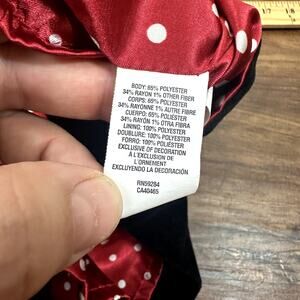 BODY: 65% POLYESTER
34% RAYON 1% OTHER FIBER
CORPS: 65% POLYESTER
34% RAYONNE 1% AUTRE FIBRE
CUERPO: 65% POLIESTER
34% RAYON 1% OTRA FIBRA
LINING: 100% POLYESTER
DOUBLURE: 100% POLYESTER
FORRO: 100% POLIÉSTER
EXCLUSIVE OF DECORATION
A L'EXCLUSION DE
L'ORNEMENT
EXCLUYENDO LA DECORACIÓN
RN59284
CA40465